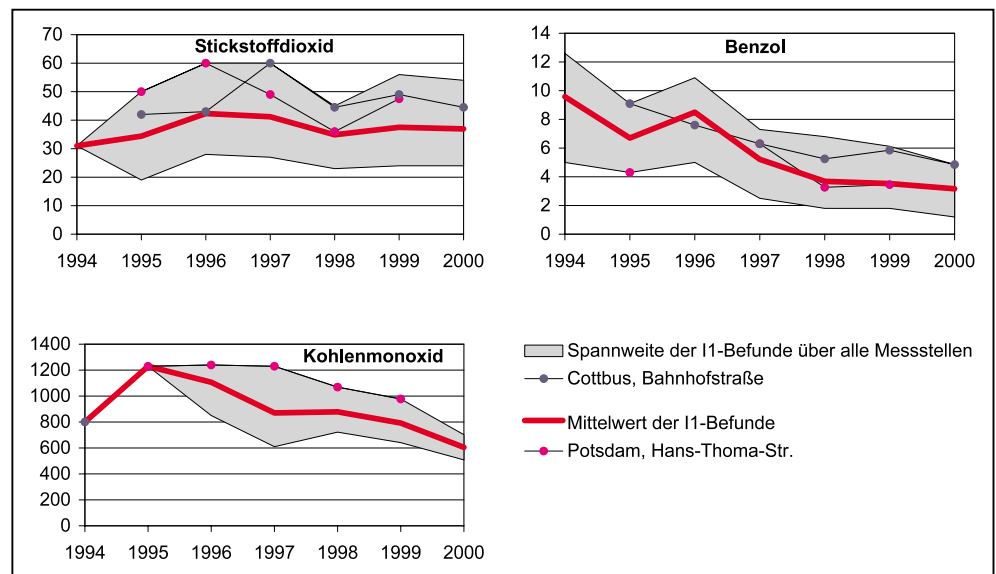 Stickstoffdioxid
70
60
50
40
30
20
10
0
1994 1995 1996 1997 1998 1999 2000
Benzol
14
12
10
8
6
4
2
0
1994 1995 1996 1997 1998 1999 2000
Kohlenmonoxid
1400
1200
1000
800
600
400
200
0
1994 1995 1996 1997 1998 1999 2000
Spannweite der I1-Befunde über alle Messstellen
Cottbus, Bahnhofstraße
Mittelwert der I1-Befunde
Potsdam, Hans-Thoma-Str.